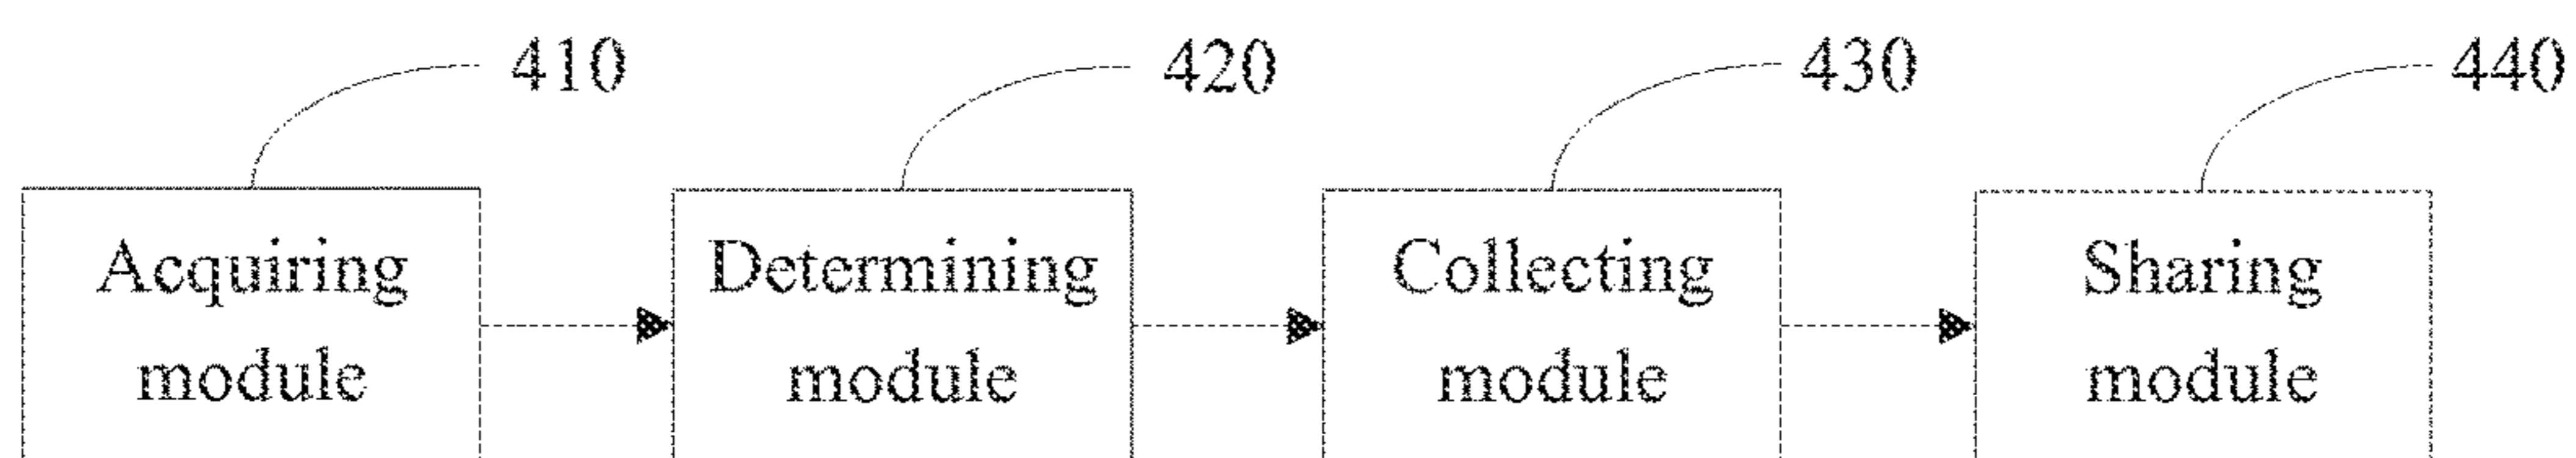 410
420
430
440
Acquiring
module
Determining
module
Collecting
module
Sharing
module